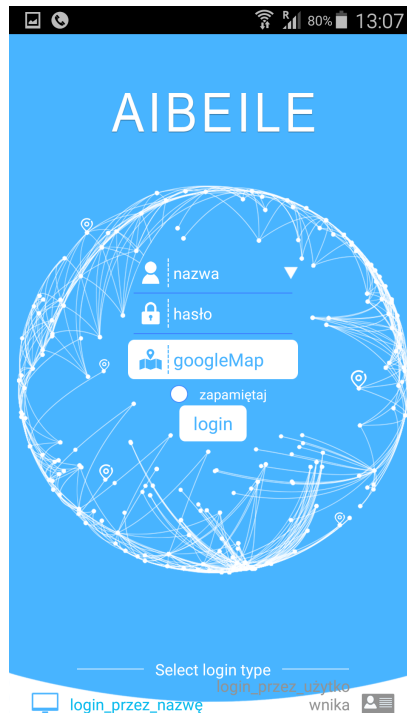 R 80% 13:07
AIBEILE
nazwa
hasło
googleMap
zapamiętaj
login
Select login type
login_przez_nazwę
login_przez_użytko
wnika